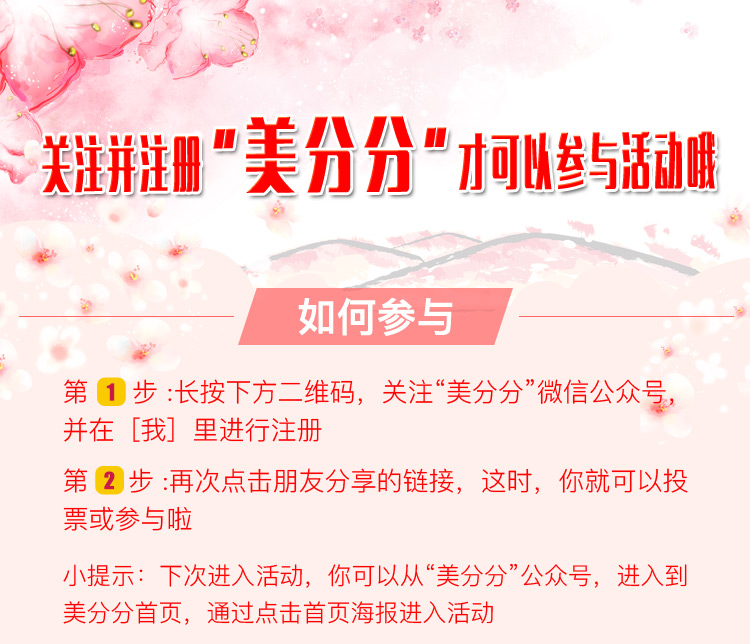 关注并注册"美分分"才可以参与活动哦
如何参与
第1步:长按下方二维码，关注“美分分”微信公众号，
并在［我］里进行注册
第2步:再次点击朋友分享的链接，这时，你就可以投
票或参与啦
小提示：下次进入活动，你可以从“美分分”公众号，进入到
美分分首页，通过点击首页海报进入活动